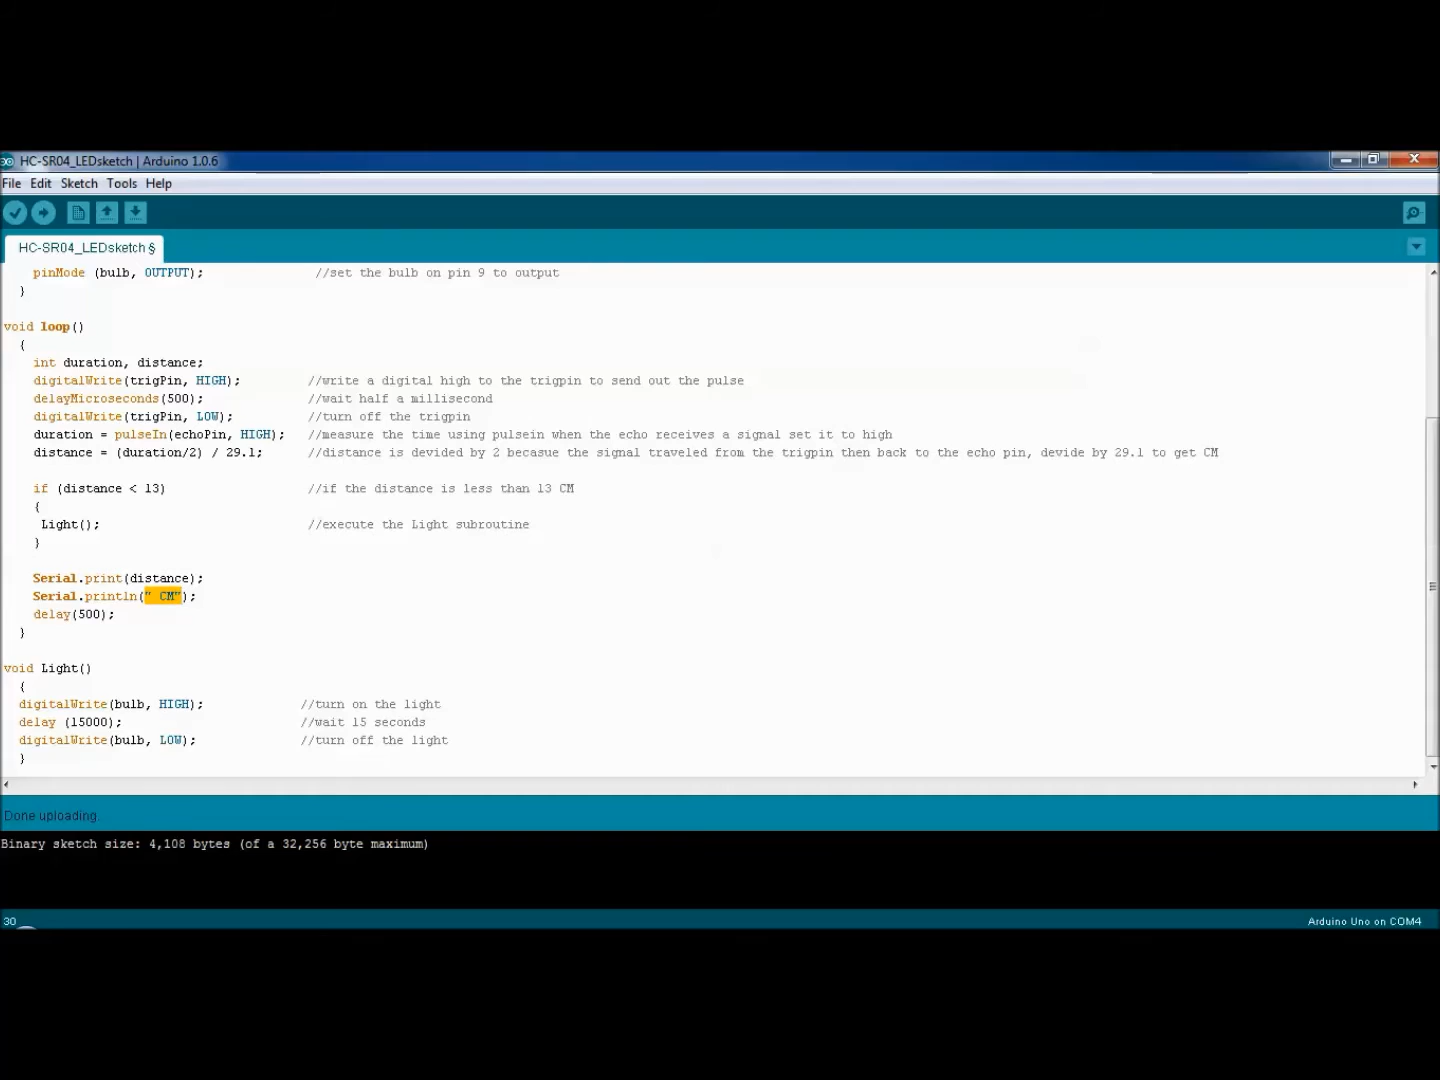 HC-SR04_LEDsketch | Arduino 1.0.6
File Edit Sketch Tools Help
HC-SR04_LEDsketch §
pinMode (bulb, OUTPUT); //set the bulb on pin 9 to output
}
void loop()
{
int duration, distance;
digitalWrite(trigPin, HIGH); //write a digital high to the trigpin to send out the pulse
delayMicroseconds(500); //wait half a millisecond
digitalWrite(trigPin, LOW); //turn off the trigpin
duration = pulseIn(echoPin, HIGH); //measure the time using pulsein when the echo receives a signal set it to high
distance = (duration/2) / 29.1; //distance is devided by 2 becasue the signal traveled from the trigpin then back to the echo pin, devide by 29.1 to get CM
if (distance < 13) //if the distance is less than 13 CM
{
Light(); //execute the Light subroutine
}
Serial.print(distance);
Serial.println(" CM");
delay(500);
}
void Light()
{
digitalWrite(bulb, HIGH); //turn on the light
delay (15000); //wait 15 seconds
digitalWrite(bulb, LOW); //turn off the light
}
Done uploading.
Binary sketch size: 4,108 bytes (of a 32,256 byte maximum)
30 Arduino Uno on COM4